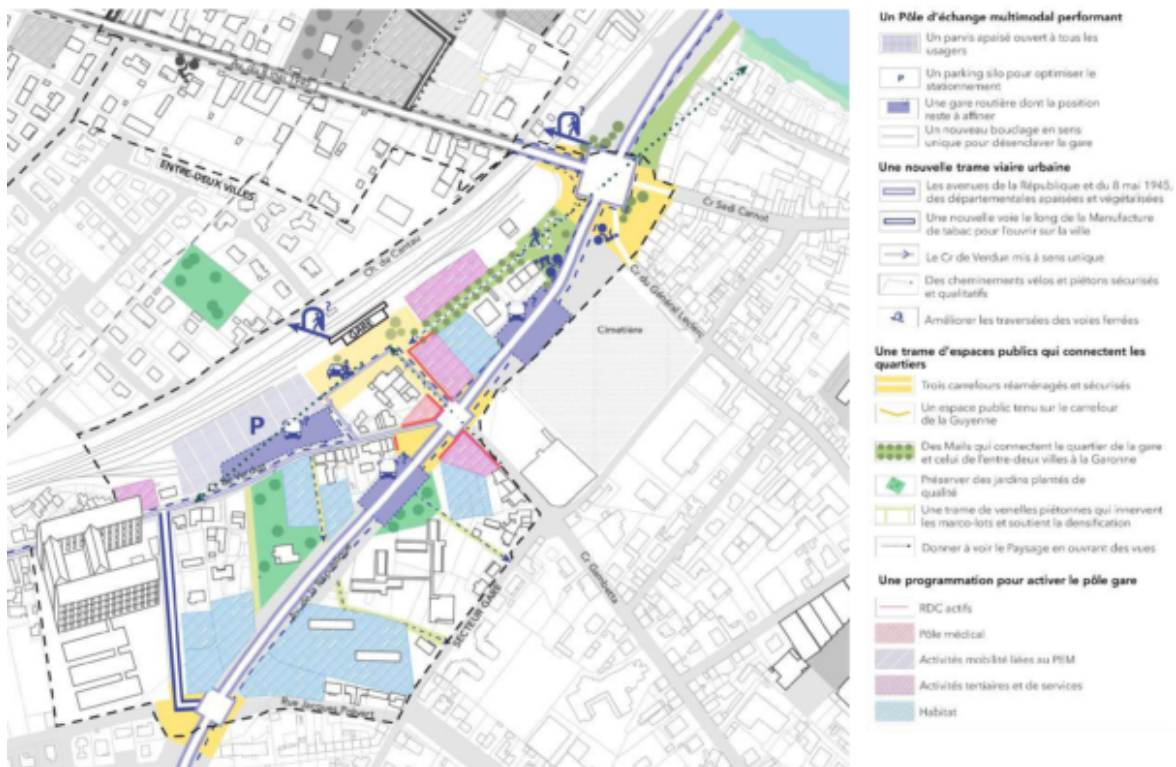 ENTRE-DEUX VILLES
Ch. de Cantau
?
?
GARE
P
Cr Sadi Carnot
Cr du Général Leclerc
Cimetière
Cr Gambetta
SECTEUR GARE
Rue Jacques
Un Pôle d'échange multimodal performant
Un parvis apaisé ouvert à tous les
usagers
P
Un parking silo pour optimiser le
stationnement
Une gare routière dont la position
reste à affiner
Un nouveau bouclage en sens
unique pour désenclaver la gare
Une nouvelle trame viaire urbaine
Les avenues de la République et du 8 mai 1945,
des départementales apaisées et végétalisées
Une nouvelle voie le long de la Manufacture
de tabac pour l'ouvrir sur la ville
Le Cr de Verdun mis à sens unique
Des cheminements vélos et piétons sécurisés
et qualitatifs
Améliorer les traversées des voies ferrées
Une trame d'espaces publics qui connectent les
quartiers
Trois carrefours réaménagés et sécurisés
Un espace public tenu sur le carrefour
de la Guyenne
Des Mails qui connectent le quartier de la gare
et celui de l'entre-deux villes à la Garonne
Préserver des jardins plantés de
qualité
Une trame de venelles piétonnes qui innervent
les marco-lots et soutient la densification
Donner à voir le Paysage en ouvrant des vues
Une programmation pour activer le pôle gare
RDC actifs
Pôle médical
Activités mobilité liées au PEM
Activités tertiaires et de services
Habitat